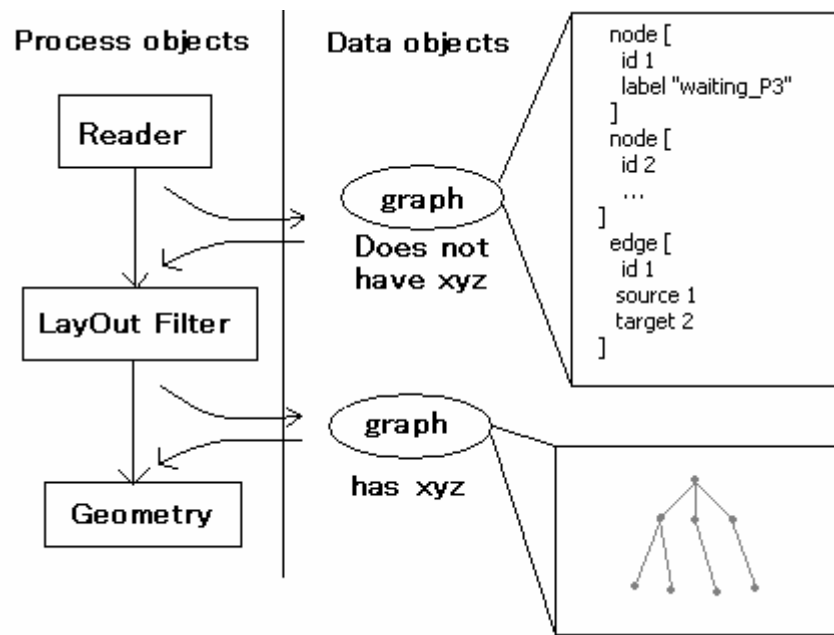 Process objects
Data objects
Reader
LayOut Filter
Geometry
graph
Does not
have xyz
graph
has xyz
node [
id 1
label "waiting_P3"
]
node [
id 2
...
]
edge [
id 1
source 1
target 2
]